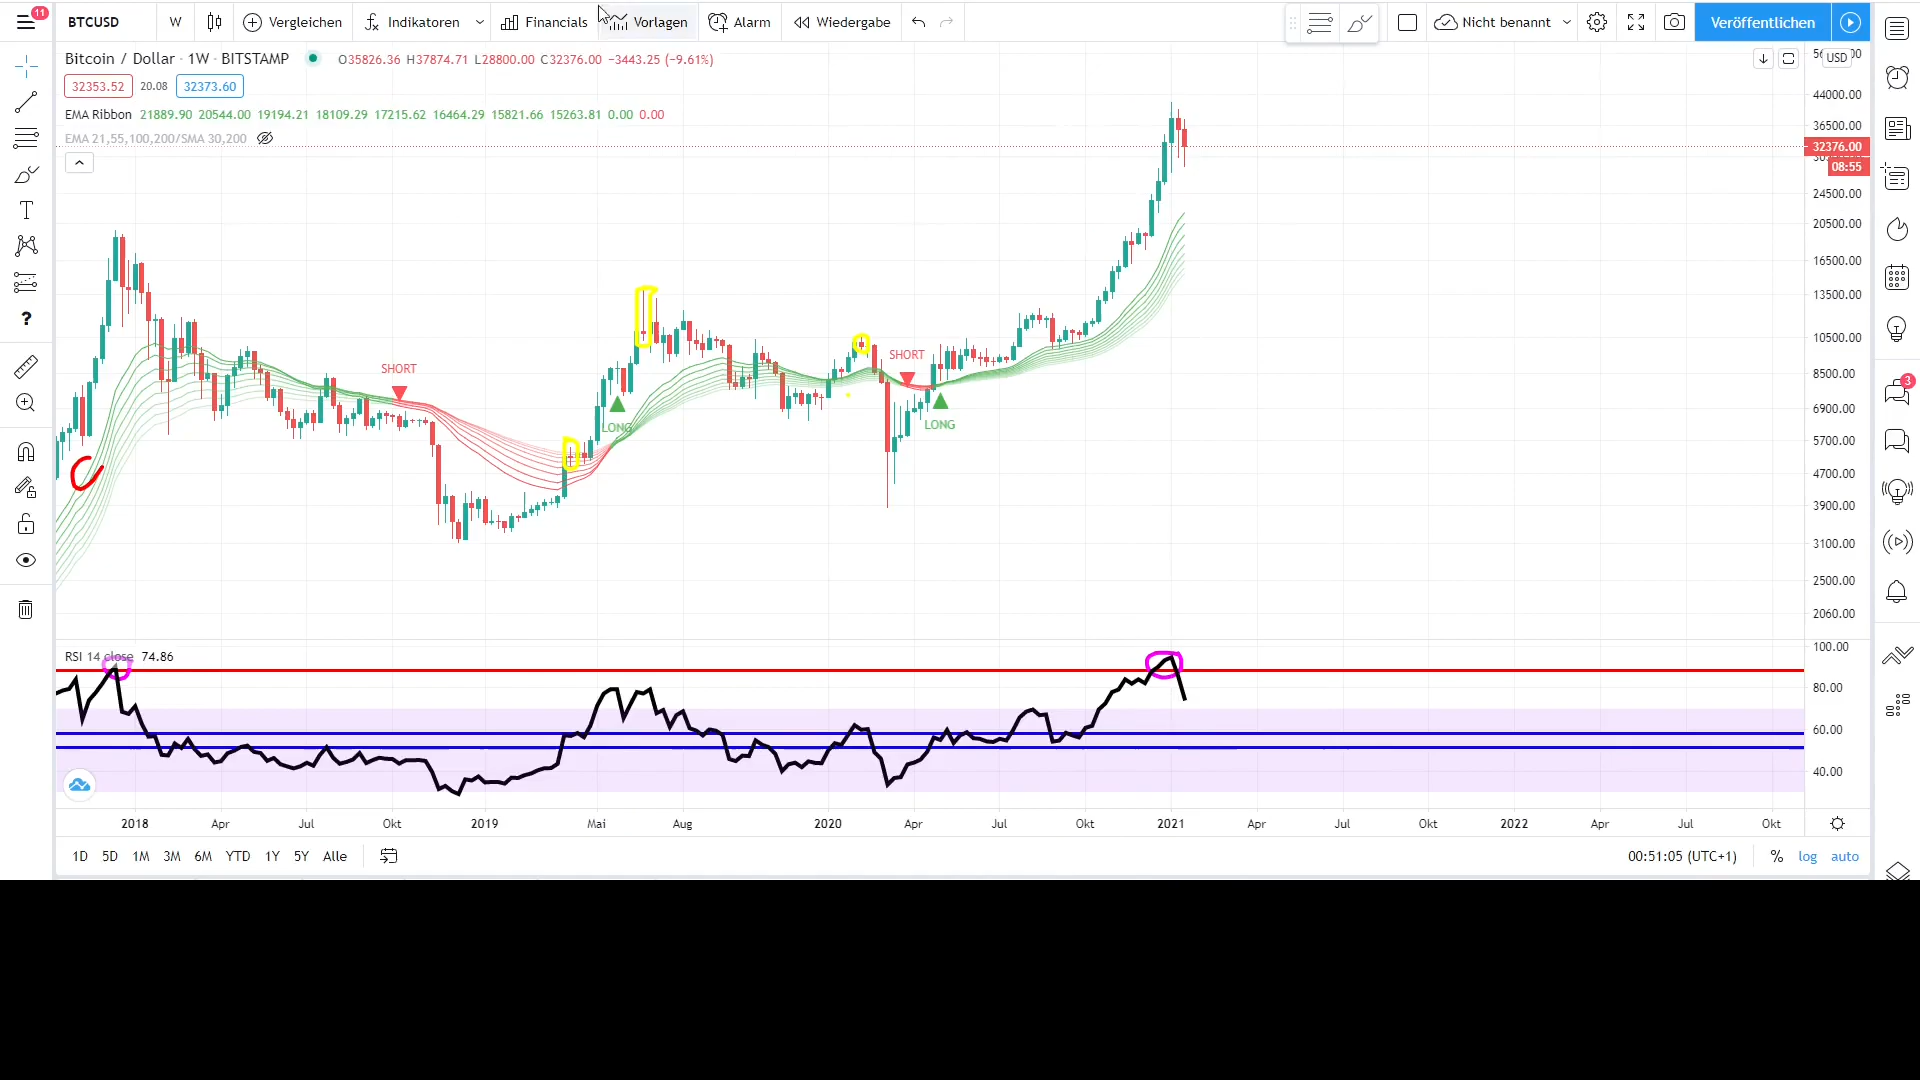 11
BTCUSD W Vergleichen Indikatoren Financials Vorlagen Alarm Wiedergabe Nicht benannt Veröffentlichen
Bitcoin / Dollar · 1W · BITSTAMP O35826.36 H37874.71 L28800.00 C32376.00 −3443.25 (−9.61%)
USD
32353.52 20.08 32373.60
EMA Ribbon 21889.90 20544.00 19194.21 18109.29 17215.62 16464.29 15821.66 15263.81 0.00 0.00
EMA 21,55,100,200/SMA 30,200
44000.00
36500.00
32376.00
08:55
24500.00
20500.00
16500.00
13500.00
10500.00
8500.00
6900.00
5700.00
4700.00
3900.00
3100.00
2500.00
2060.00
SHORT
LONG
SHORT
LONG
3
?
RSI 14 close 74.86
100.00
80.00
60.00
40.00
2018 Apr Jul Okt 2019 Mai Aug 2020 Apr Jul Okt 2021 Apr Jul Okt 2022 Apr Jul Okt
1D 5D 1M 3M 6M YTD 1Y 5Y Alle 00:51:05 (UTC+1) % log auto